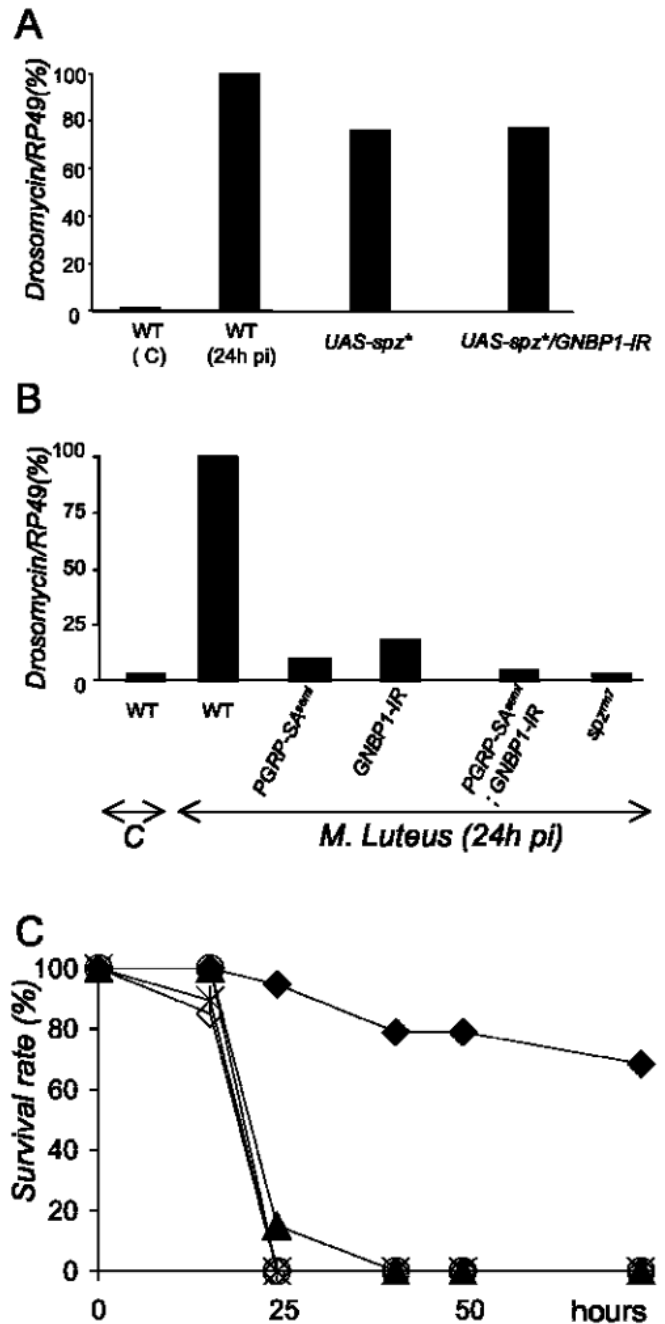 A
Drosomycin/RP49(%)
100
80
60
40
20
0
WT
( C)
WT
(24h pi)
UAS-spz*
UAS-spz*/GNBP1-IR
B
Drosomycin/RP49(%)
100
75
50
25
0
WT
WT
PGRP-SAseml
GNBP1-IR
PGRP-SAseml
; GNBP1-IR
spzrm7
C
M. Luteus (24h pi)
C
Survival rate (%)
100
80
60
40
20
0
0
25
50
hours